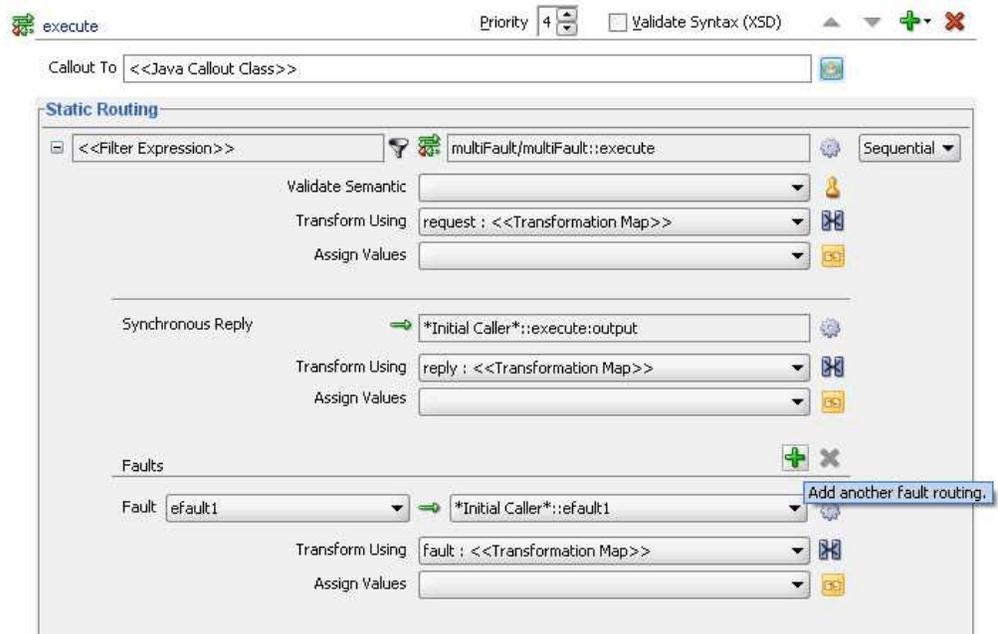 execute
Priority 4
Validate Syntax (XSD)
Callout To <<Java Callout Class>>
Static Routing
<<Filter Expression>> multiFault/multiFault::execute Sequential
Validate Semantic
Transform Using request : <<Transformation Map>>
Assign Values
Synchronous Reply *Initial Caller*::execute:output
Transform Using reply : <<Transformation Map>>
Assign Values
Faults
Add another fault routing.
Fault efault1 *Initial Caller*::efault1
Transform Using fault : <<Transformation Map>>
Assign Values